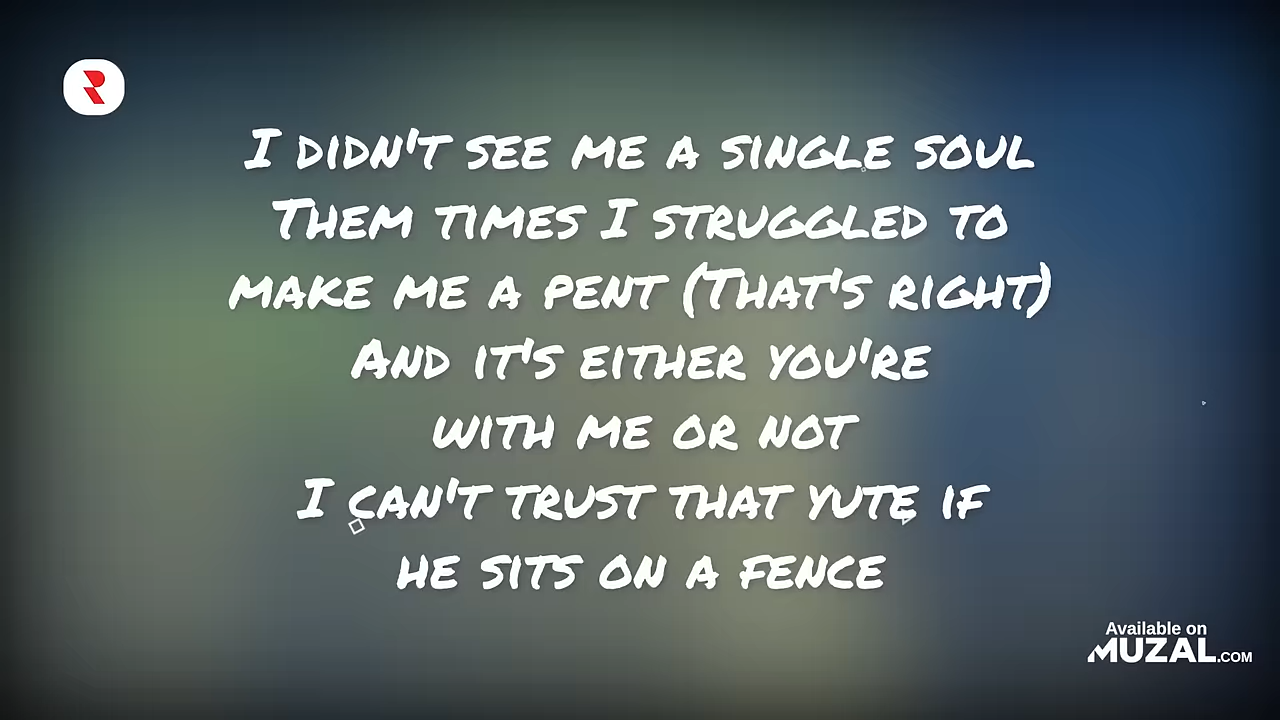 I didn't see me a single soul
Them times I struggled to
make me a pent (That's right)
And it's either you're
with me or not
I can't trust that yute if
he sits on a fence
Available on
MUZAL.COM